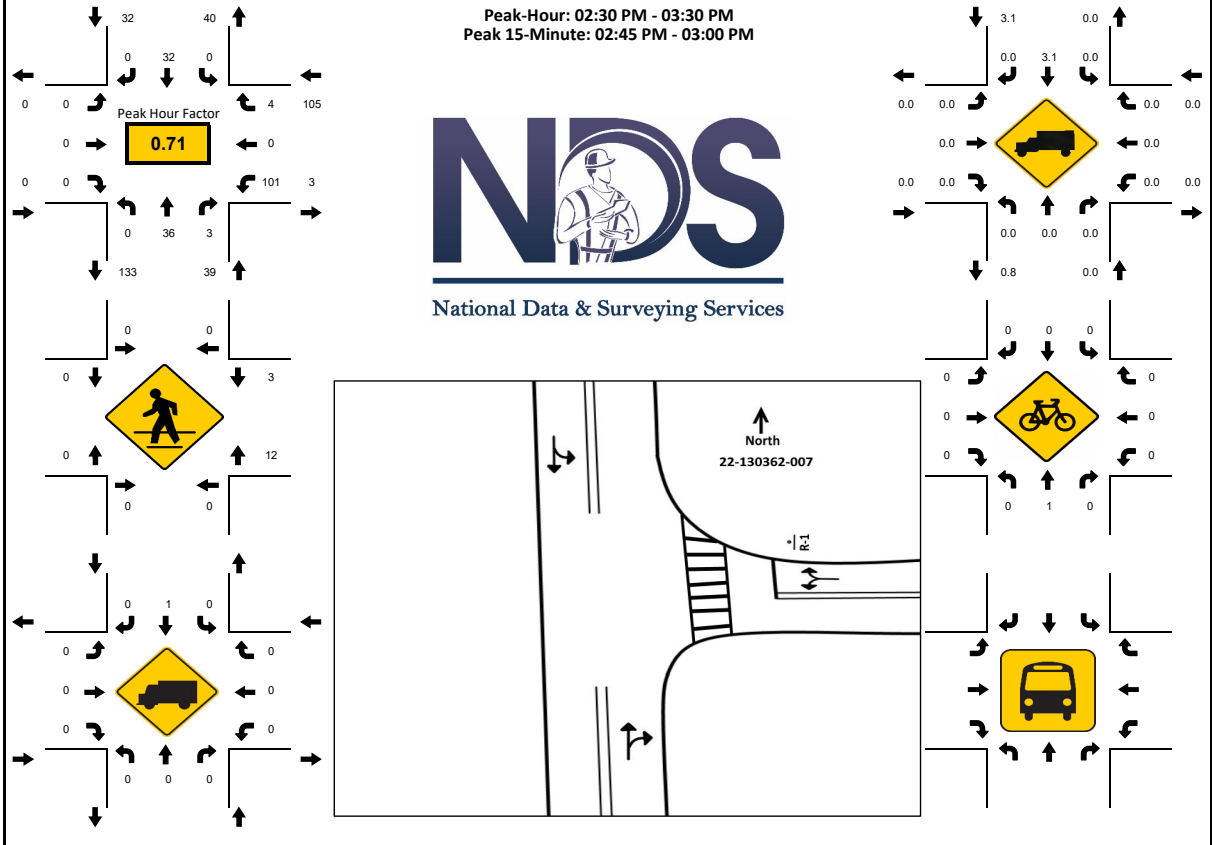 Peak-Hour: 02:30 PM - 03:30 PM
Peak 15-Minute: 02:45 PM - 03:00 PM
32 40
0 32 0
0 0 4 105
Peak Hour Factor
0.71
0 0
0 0 101 3
0 36 3
133 39
3.1 0.0
0.0 3.1 0.0
0.0 0.0 0.0 0.0
0.0 0.0
0.0 0.0 0.0 0.0
0.0 0.0 0.0
0.8 0.0
NDS
National Data & Surveying Services
0 0
0 3
0 12
0 0
0 0 0
0 0
0 0
0 0
0 1 0
North
22-130362-007
R-1
0 1 0
0 0
0 0
0 0
0 0 0